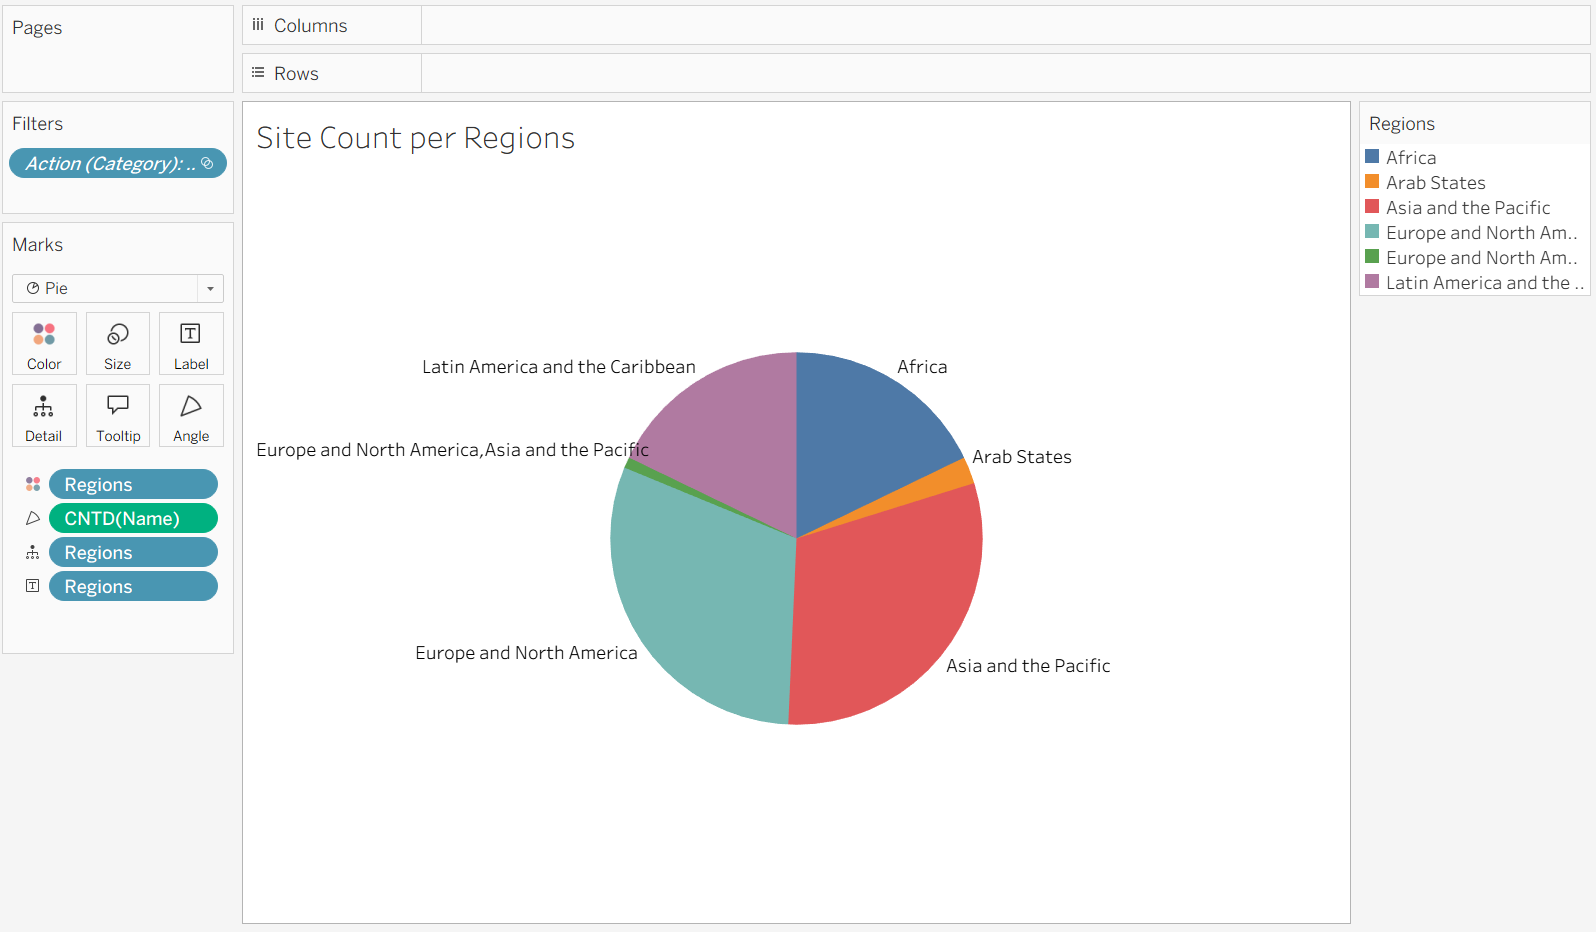 Pages
Columns
Rows
Filters
Action (Category): ..
Marks
Pie
Color
Size
Label
Detail
Tooltip
Angle
Regions
CNTD(Name)
Regions
Regions
Site Count per Regions
Latin America and the Caribbean
Africa
Europe and North America,Asia and the Pacific
Arab States
Europe and North America
Asia and the Pacific
Regions
Africa
Arab States
Asia and the Pacific
Europe and North Am..
Europe and North Am..
Latin America and the ..